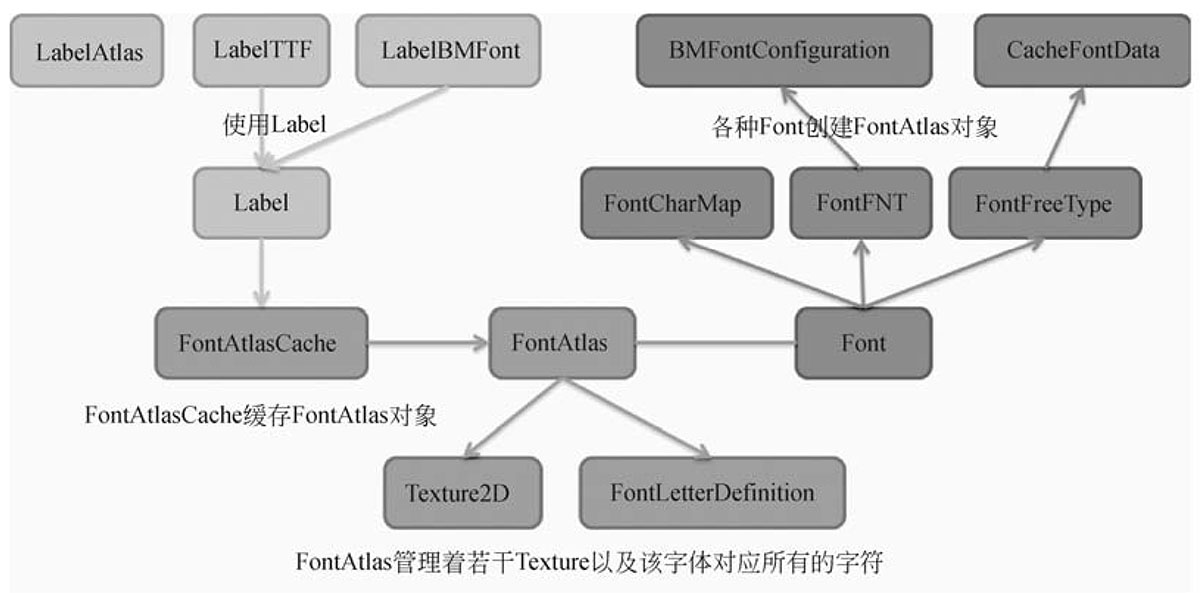 LabelAtlas
LabelTTF
LabelBMFont
BMFontConfiguration
CacheFontData
使用Label
各种Font创建FontAtlas对象
Label
FontCharMap
FontFNT
FontFreeType
FontAtlasCache
FontAtlas
Font
FontAtlasCache缓存FontAtlas对象
Texture2D
FontLetterDefinition
FontAtlas管理着若干Texture以及该字体对应所有的字符